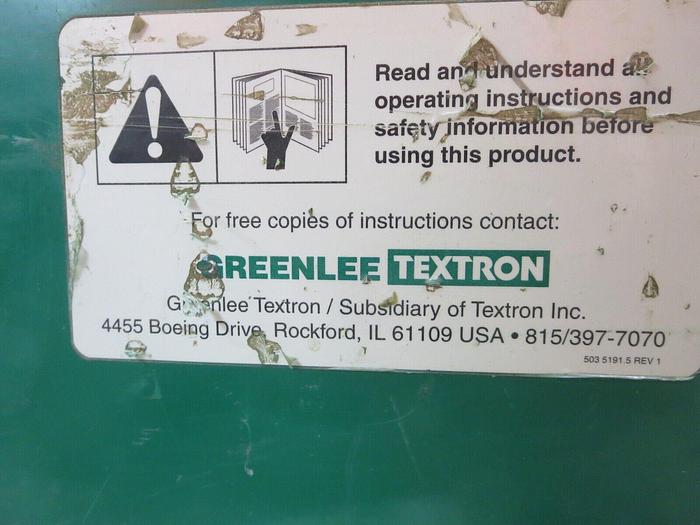 Read and understand all
operating instructions and
safety information before
using this product.
For free copies of instructions contact:
GREENLEE TEXTRON
Greenlee Textron / Subsidiary of Textron Inc.
4455 Boeing Drive, Rockford, IL 61109 USA • 815/397-7070
503 5191.5 REV 1